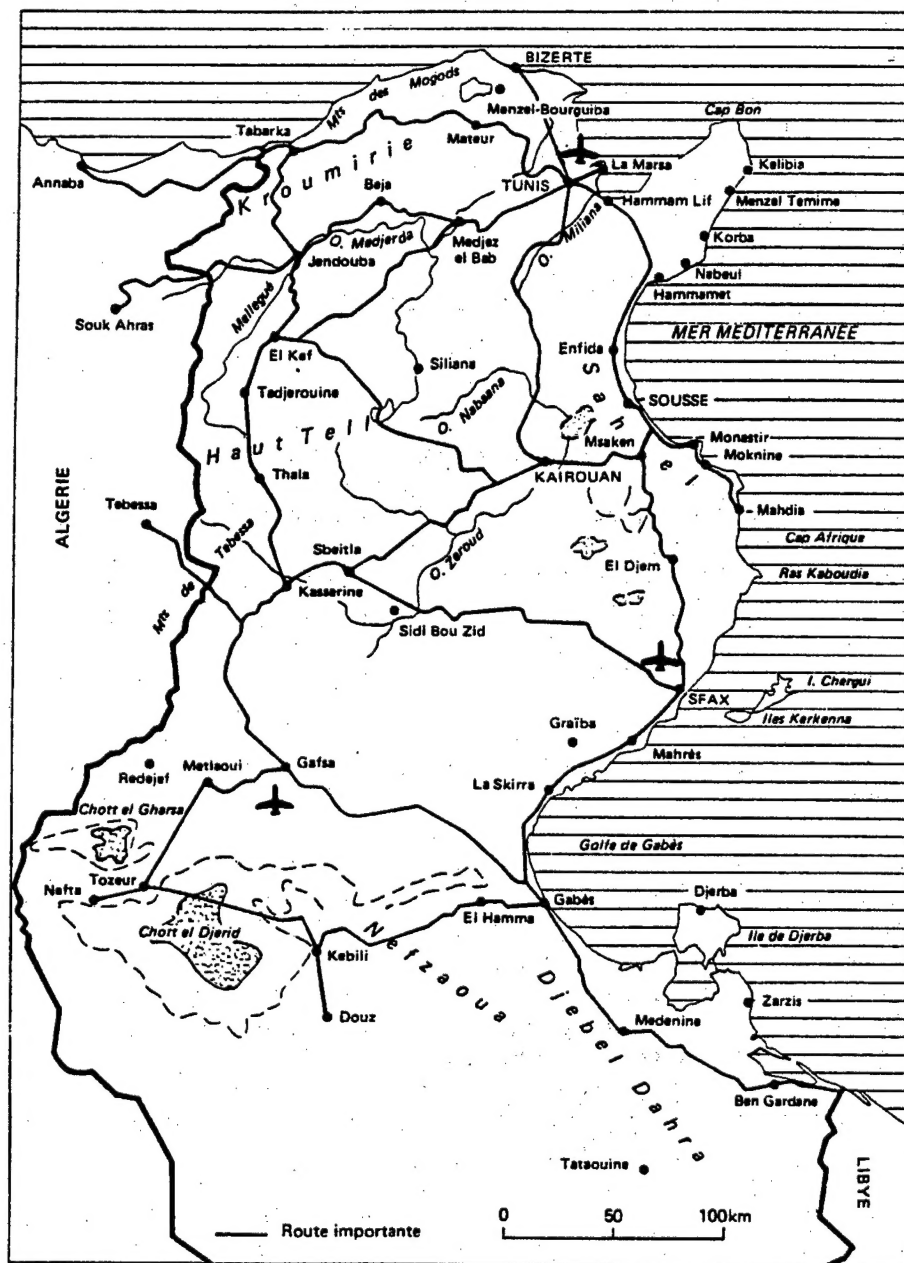 BIZERTE
Mts des Mogods
Menzel-Bourguiba
Cap Bon
Tabarka
Mateur
La Marsa
Kelibia
Annaba
Kroumirie
Beja
TUNIS
Hammam Lif
Menzel Temime
O. Medjerda
Medjez
el Bab
O. Miliana
Korba
Jendouba
Nabeul
Hammamet
Souk Ahras
Mellegue
MER MEDITERRANEE
El Kef
Enfida
Siliana
Tadjerouine
O. Nabaana
Sahel
SOUSSE
Haut Tell
Msaken
Monastir
Moknine
KAIROUAN
Thala
ALGERIE
Tebessa
Mahdia
Mts de Tebessa
Sbeitla
O. Zeroud
Cap Afrique
El Djem
Ras Kaboudia
Kasserine
Sidi Bou Zid
I. Chergui
SFAX
Iles Kerkenna
Graïba
Mahrès
Redejef
Metlaoui
Gafsa
La Skirra
Chott el Gharsa
Golfe de Gabès
Nefta
Tozeur
Gabès
Djerba
El Hamma
Chort el Djerid
Kebili
Nefzaoua
Ile de Djerba
Douz
Djebel Dahra
Zarzis
Medenine
Ben Gardane
Tataouine
LIBYE
Route importante
0 50 100km